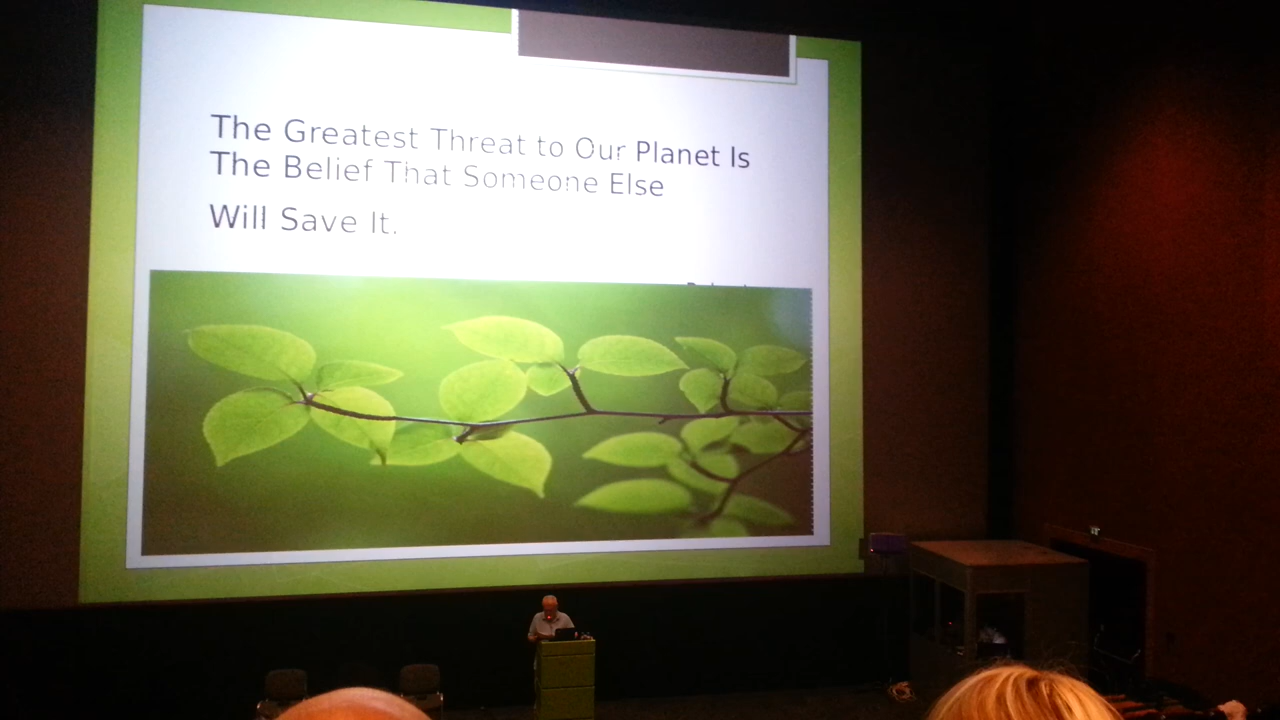 The Greatest Threat to Our Planet Is
The Belief That Someone Else
Will Save It.